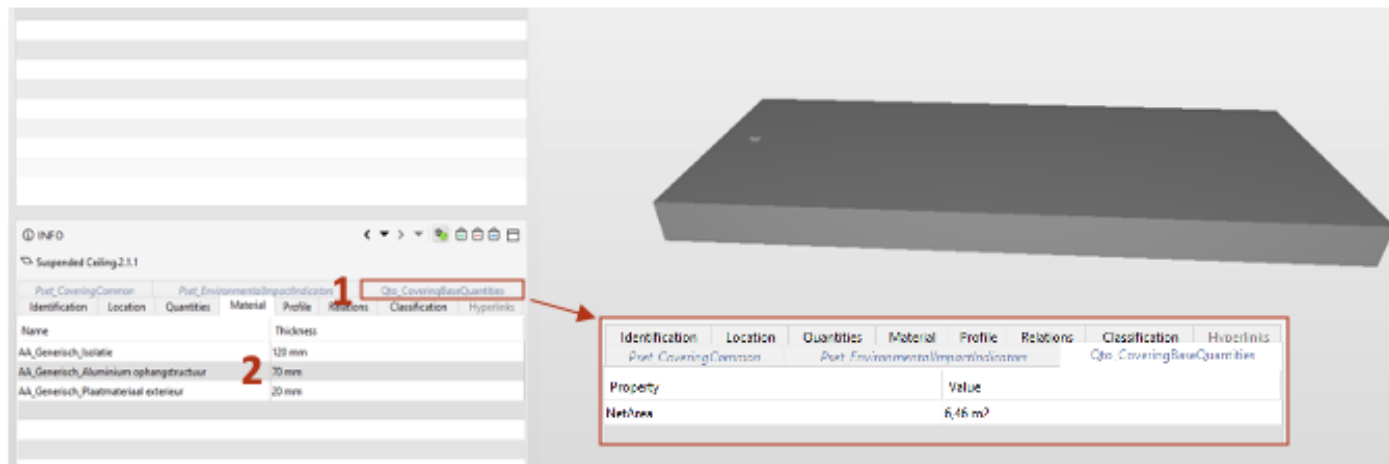 INFO
Suspended Ceiling.2.1.1
1
Pset_CoveringCommon Pset_EnvironmentalImpactIndicators Qto_CoveringBaseQuantities
Identification Location Quantities Material Profile Relations Classification Hyperlinks
Name Thickness
AA_Generisch_Isolatie 120 mm
AA_Generisch_Aluminium ophangstructuur 70 mm
2
AA_Generisch_Plaatmateriaal exterieur 20 mm
Identification Location Quantities Material Profile Relations Classification Hyperlinks
Pset_CoveringCommon Pset_EnvironmentalImpactIndicators Qto_CoveringBaseQuantities
Property Value
NetArea 6,46 m2